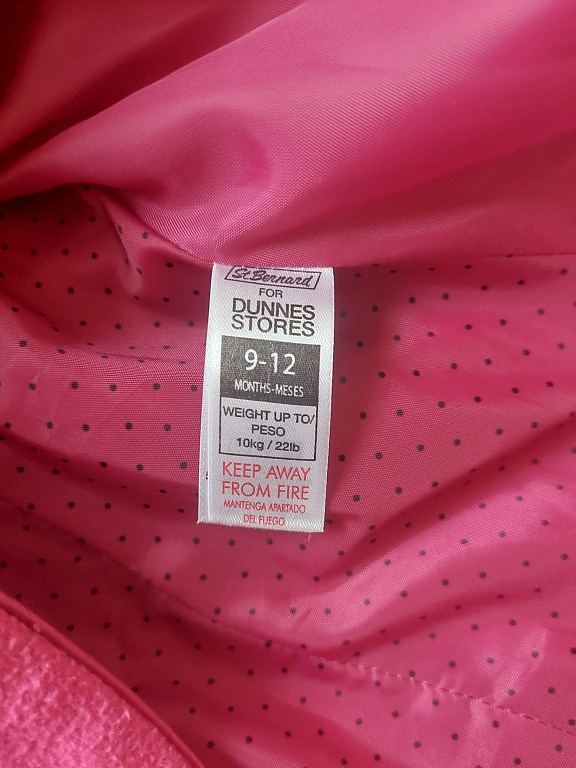 St.Bernard
FOR
DUNNES
STORES
9-12
MONTHS-MESES
WEIGHT UP TO/
PESO
10kg / 22lb
KEEP AWAY
FROM FIRE
MANTENGA APARTADO
DEL FUEGO